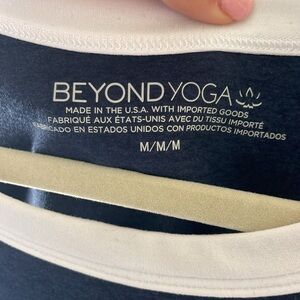 BEYOND YOGA
MADE IN THE U.S.A. WITH IMPORTED GOODS
FABRIQUÉ AUX ÉTATS-UNIS AVEC DU TISSU IMPORTÉ
FABRICADO EN ESTADOS UNIDOS CON PRODUCTOS IMPORTADOS
M/M/M